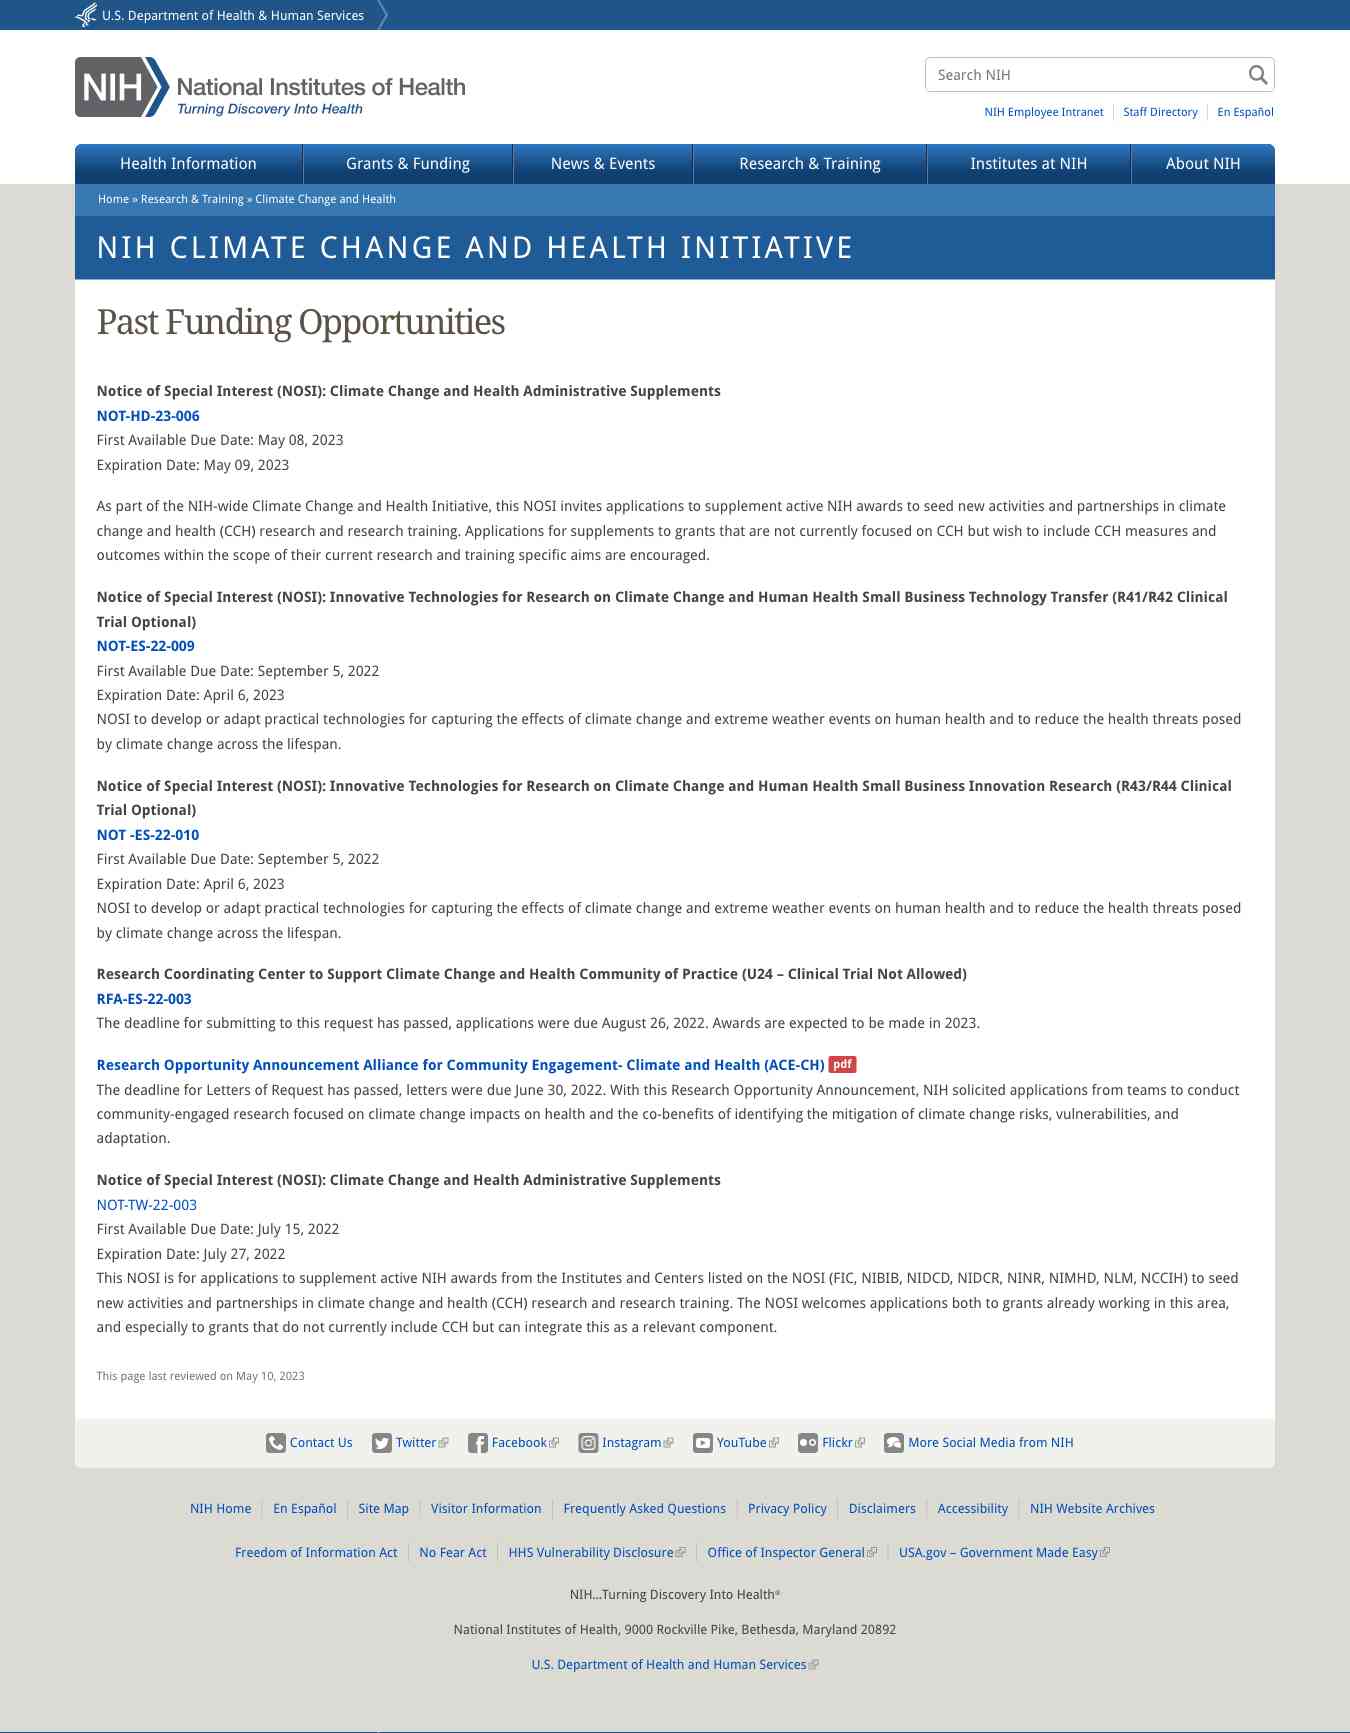 U.S. Department of Health & Human Services
NIH National Institutes of Health
Turning Discovery Into Health
Search NIH
NIH Employee Intranet Staff Directory En Español
Health Information Grants & Funding News & Events Research & Training Institutes at NIH About NIH
Home » Research & Training » Climate Change and Health
NIH CLIMATE CHANGE AND HEALTH INITIATIVE
Past Funding Opportunities
Notice of Special Interest (NOSI): Climate Change and Health Administrative Supplements
NOT-HD-23-006
First Available Due Date: May 08, 2023
Expiration Date: May 09, 2023
As part of the NIH-wide Climate Change and Health Initiative, this NOSI invites applications to supplement active NIH awards to seed new activities and partnerships in climate
change and health (CCH) research and research training. Applications for supplements to grants that are not currently focused on CCH but wish to include CCH measures and
outcomes within the scope of their current research and training specific aims are encouraged.
Notice of Special Interest (NOSI): Innovative Technologies for Research on Climate Change and Human Health Small Business Technology Transfer (R41/R42 Clinical
Trial Optional)
NOT-ES-22-009
First Available Due Date: September 5, 2022
Expiration Date: April 6, 2023
NOSI to develop or adapt practical technologies for capturing the effects of climate change and extreme weather events on human health and to reduce the health threats posed
by climate change across the lifespan.
Notice of Special Interest (NOSI): Innovative Technologies for Research on Climate Change and Human Health Small Business Innovation Research (R43/R44 Clinical
Trial Optional)
NOT -ES-22-010
First Available Due Date: September 5, 2022
Expiration Date: April 6, 2023
NOSI to develop or adapt practical technologies for capturing the effects of climate change and extreme weather events on human health and to reduce the health threats posed
by climate change across the lifespan.
Research Coordinating Center to Support Climate Change and Health Community of Practice (U24 – Clinical Trial Not Allowed)
RFA-ES-22-003
The deadline for submitting to this request has passed, applications were due August 26, 2022. Awards are expected to be made in 2023.
Research Opportunity Announcement Alliance for Community Engagement- Climate and Health (ACE-CH) pdf
The deadline for Letters of Request has passed, letters were due June 30, 2022. With this Research Opportunity Announcement, NIH solicited applications from teams to conduct
community-engaged research focused on climate change impacts on health and the co-benefits of identifying the mitigation of climate change risks, vulnerabilities, and
adaptation.
Notice of Special Interest (NOSI): Climate Change and Health Administrative Supplements
NOT-TW-22-003
First Available Due Date: July 15, 2022
Expiration Date: July 27, 2022
This NOSI is for applications to supplement active NIH awards from the Institutes and Centers listed on the NOSI (FIC, NIBIB, NIDCD, NIDCR, NINR, NIMHD, NLM, NCCIH) to seed
new activities and partnerships in climate change and health (CCH) research and research training. The NOSI welcomes applications both to grants already working in this area,
and especially to grants that do not currently include CCH but can integrate this as a relevant component.
This page last reviewed on May 10, 2023
Contact Us Twitter Facebook Instagram YouTube Flickr More Social Media from NIH
NIH Home En Español Site Map Visitor Information Frequently Asked Questions Privacy Policy Disclaimers Accessibility NIH Website Archives
Freedom of Information Act No Fear Act HHS Vulnerability Disclosure Office of Inspector General USA.gov – Government Made Easy
NIH...Turning Discovery Into Health®
National Institutes of Health, 9000 Rockville Pike, Bethesda, Maryland 20892
U.S. Department of Health and Human Services